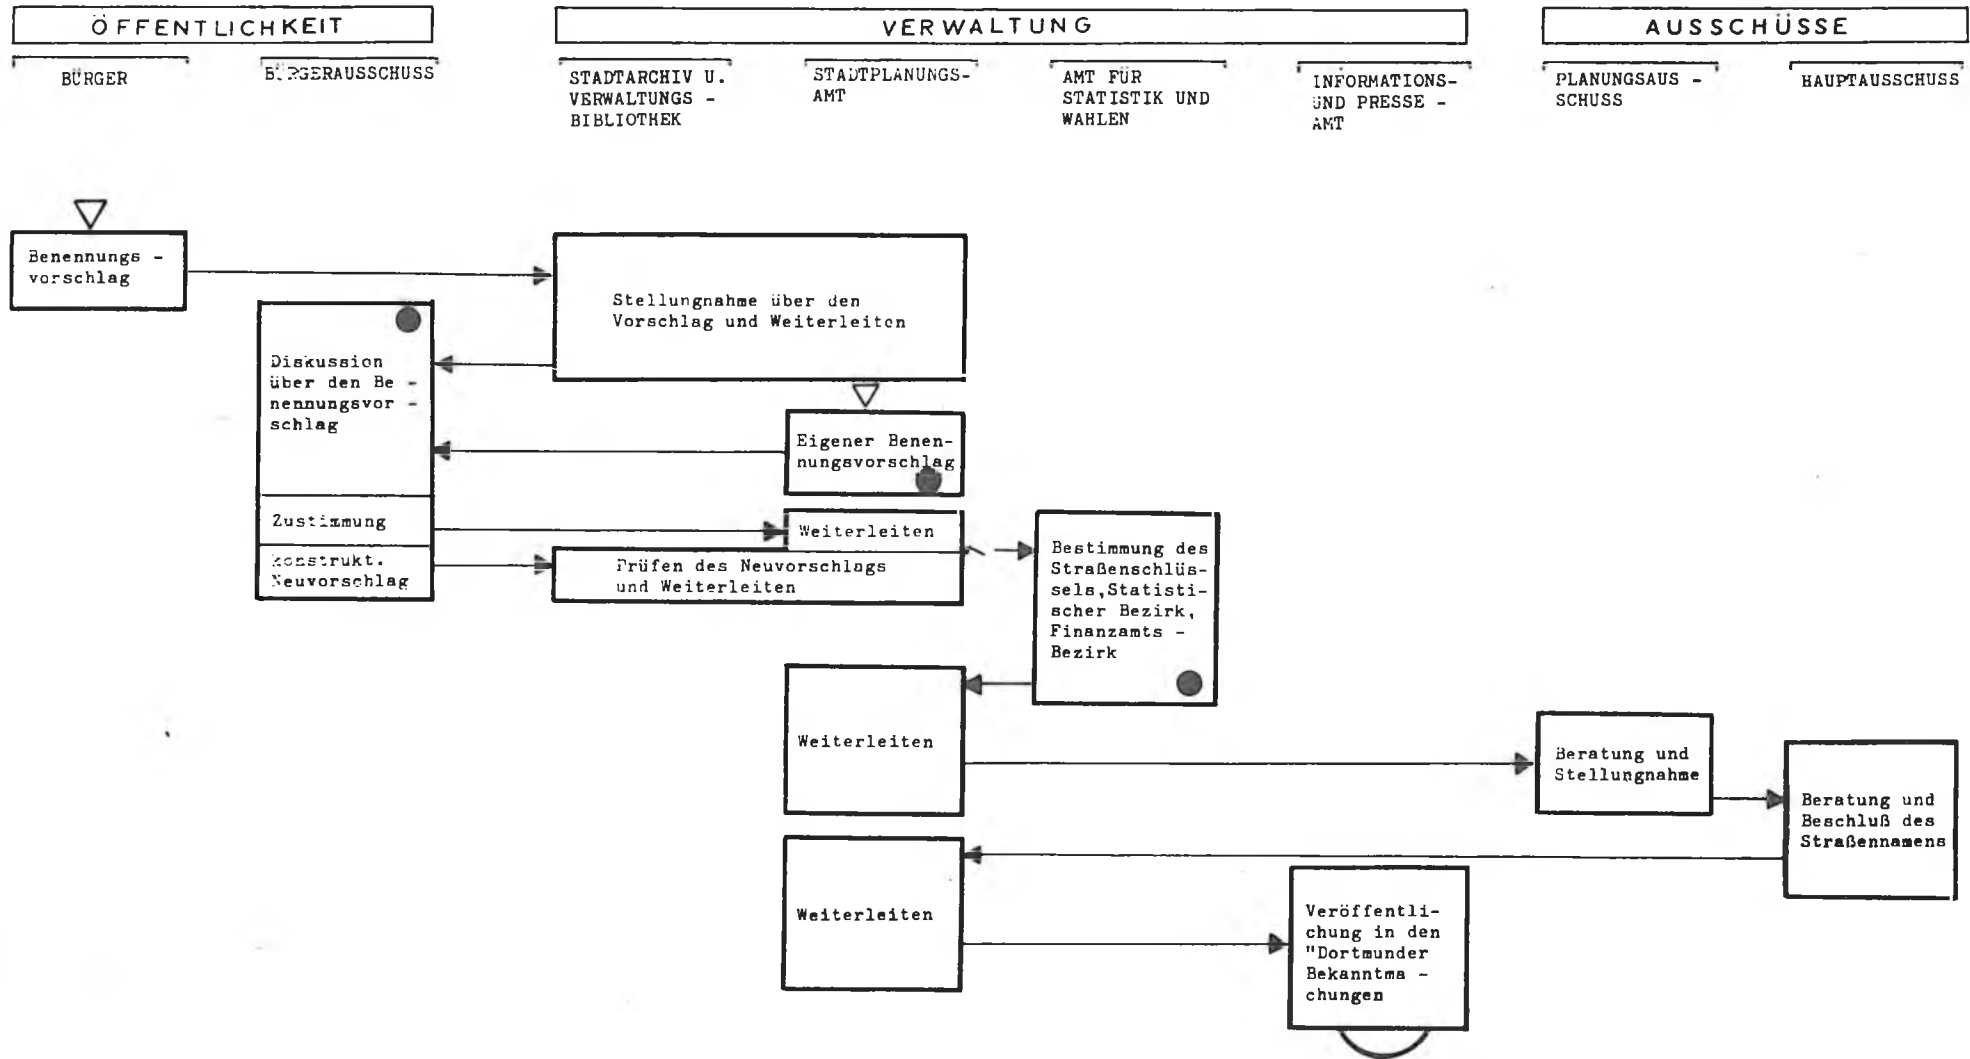 ÖFFENTLICHKEIT
VERWALTUNG
AUSSCHÜSSE
BÜRGER
BÜRGERAUSSCHUSS
STADTARCHIV U.
VERWALTUNGS -
BIBLIOTHEK
STADTPLANUNGS-
AMT
AMT FÜR
STATISTIK UND
WAHLEN
INFORMATIONS-
UND PRESSE -
AMT
PLANUNGSAUS -
SCHUSS
HAUPTAUSSCHUSS
Benennungs -
vorschlag
Stellungnahme über den
Vorschlag und Weiterleiten
Diskussion
über den Be -
nennungsvor -
schlag
Eigener Benen-
nungsvorschlag
Zustimmung
Weiterleiten
konstrukt.
Neuvorschlag
Prüfen des Neuvorschlags
und Weiterleiten
Bestimmung des
Straßenschlüs-
sels,Statisti-
scher Bezirk,
Finanzamts -
Bezirk
Weiterleiten
Beratung und
Stellungnahme
Beratung und
Beschluß des
Straßennamens
Weiterleiten
Veröffentli-
chung in den
"Dortmunder
Bekanntma -
chungen